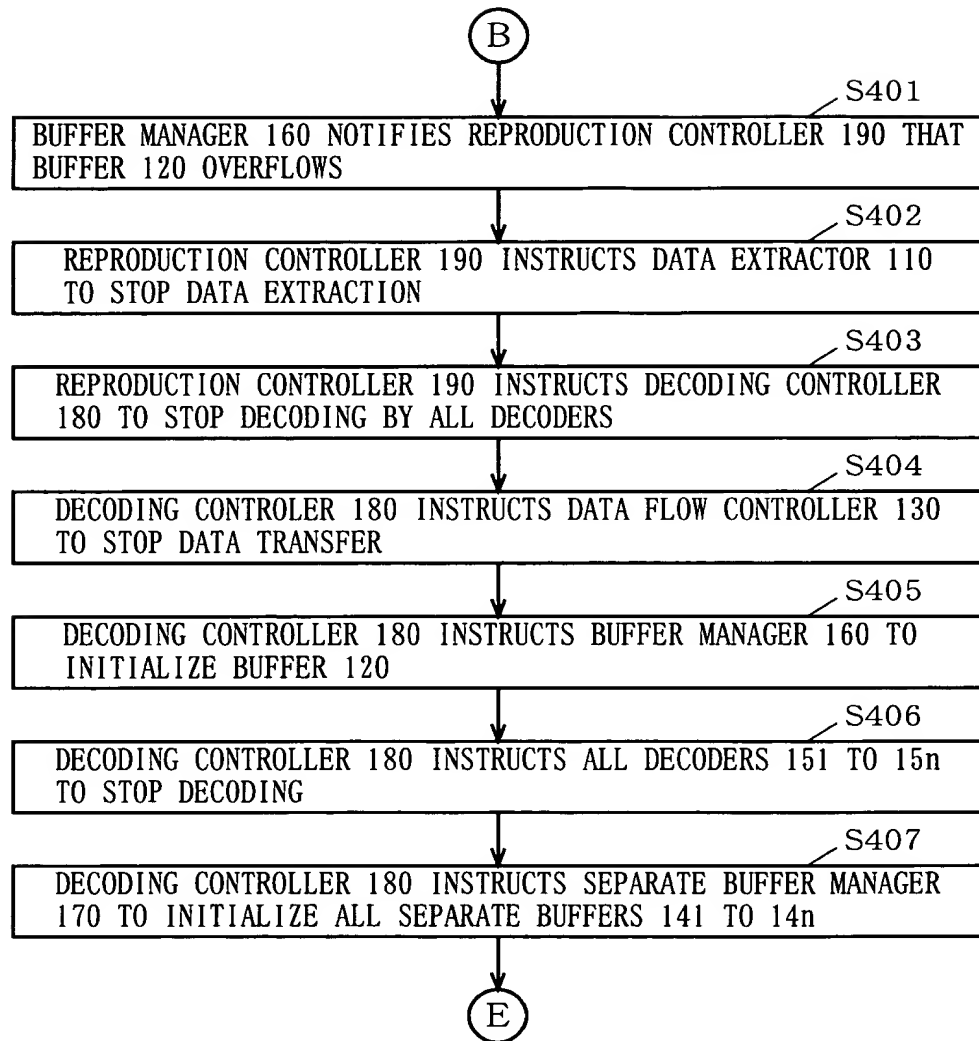 B
S401
BUFFER MANAGER 160 NOTIFIES REPRODUCTION CONTROLLER 190 THAT
BUFFER 120 OVERFLOWS
S402
REPRODUCTION CONTROLLER 190 INSTRUCTS DATA EXTRACTOR 110
TO STOP DATA EXTRACTION
S403
REPRODUCTION CONTROLLER 190 INSTRUCTS DECODING CONTROLLER
180 TO STOP DECODING BY ALL DECODERS
S404
DECODING CONTROLER 180 INSTRUCTS DATA FLOW CONTROLLER 130
TO STOP DATA TRANSFER
S405
DECODING CONTROLLER 180 INSTRUCTS BUFFER MANAGER 160 TO
INITIALIZE BUFFER 120
S406
DECODING CONTROLLER 180 INSTRUCTS ALL DECODERS 151 TO 15n
TO STOP DECODING
S407
DECODING CONTROLLER 180 INSTRUCTS SEPARATE BUFFER MANAGER
170 TO INITIALIZE ALL SEPARATE BUFFERS 141 TO 14n
E